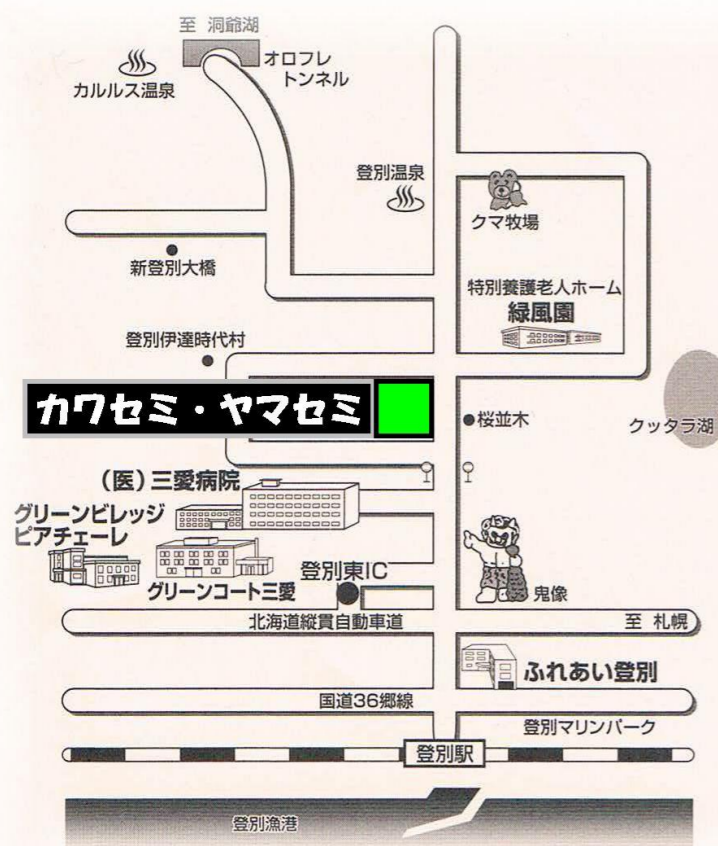 至 洞爺湖
オロフレ
トンネル
カルルス温泉
登別温泉
クマ牧場
新登別大橋
特別養護老人ホーム
緑風園
登別伊達時代村
カワセミ・ヤマセミ
桜並木
クッタラ湖
(医)三愛病院
グリーンビレッジ
ピアチェーレ
グリーンコート三愛
登別東IC
鬼像
北海道縦貫自動車道
至 札幌
ふれあい登別
国道36郷線
登別マリンパーク
登別駅
登別漁港